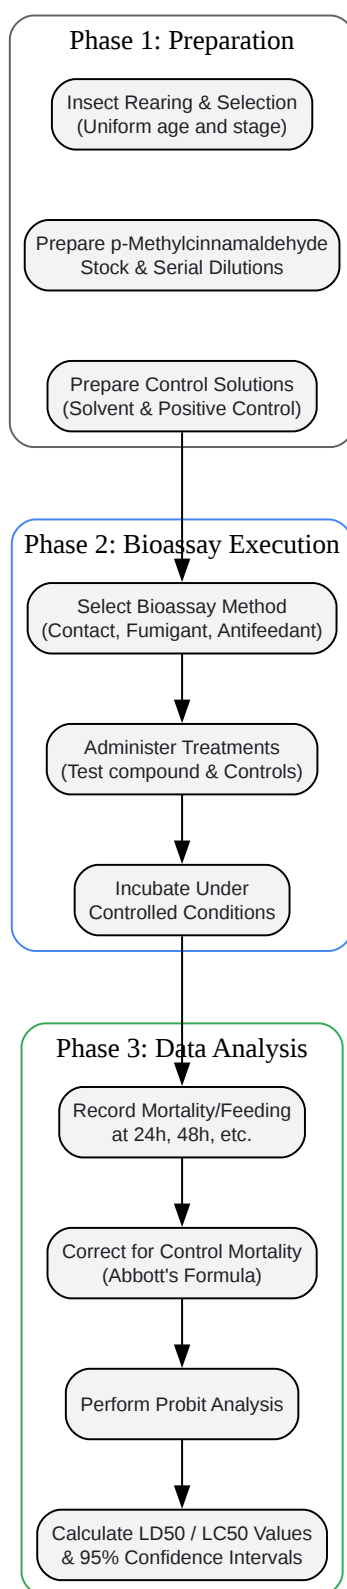 Phase 1: Preparation
Insect Rearing & Selection
(Uniform age and stage)
Prepare p-Methylcinnamaldehyde
Stock & Serial Dilutions
Prepare Control Solutions
(Solvent & Positive Control)
Phase 2: Bioassay Execution
Select Bioassay Method
(Contact, Fumigant, Antifeedant)
Administer Treatments
(Test compound & Controls)
Incubate Under
Controlled Conditions
Phase 3: Data Analysis
Record Mortality/Feeding
at 24h, 48h, etc.
Correct for Control Mortality
(Abbott's Formula)
Perform Probit Analysis
Calculate LD50 / LC50 Values
& 95% Confidence Intervals